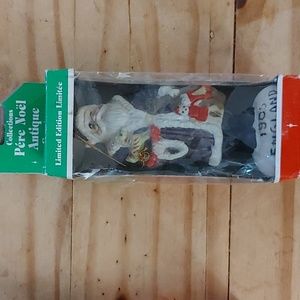 Collections
Père Noël
Antique
Limited Edition Limitée
1905
ENGLAND